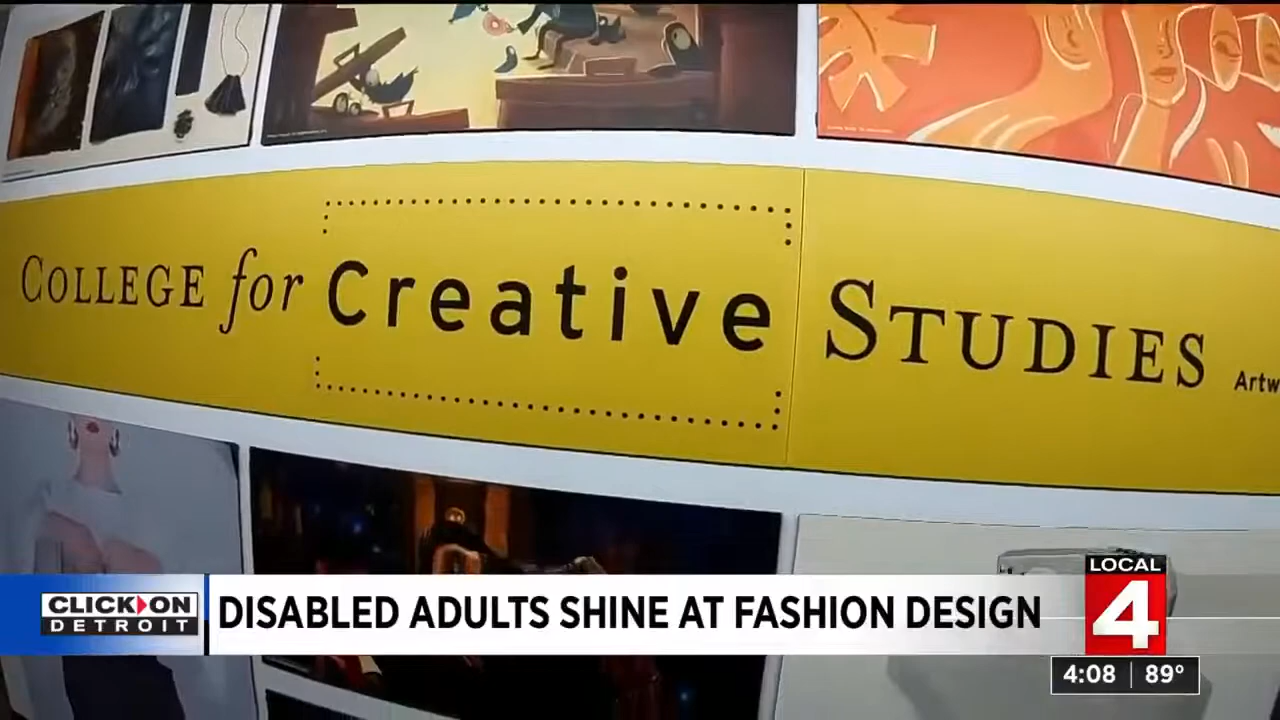 COLLEGE for Creative STUDIES Artw
CLICK ON
DETROIT
DISABLED ADULTS SHINE AT FASHION DESIGN
LOCAL
4
4:08 89°